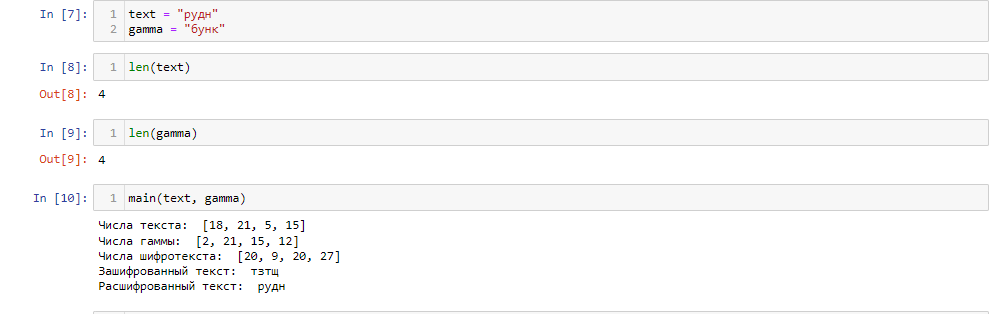 In [7]: 1 text = "рудн"
2 gamma = "бунк"
In [8]: 1 len(text)
Out[8]: 4
In [9]: 1 len(gamma)
Out[9]: 4
In [10]: 1 main(text, gamma)
Числа текста:  [18, 21, 5, 15]
Числа гаммы:  [2, 21, 15, 12]
Числа шифротекста:  [20, 9, 20, 27]
Зашифрованный текст:  тзтщ
Расшифрованный текст:  рудн